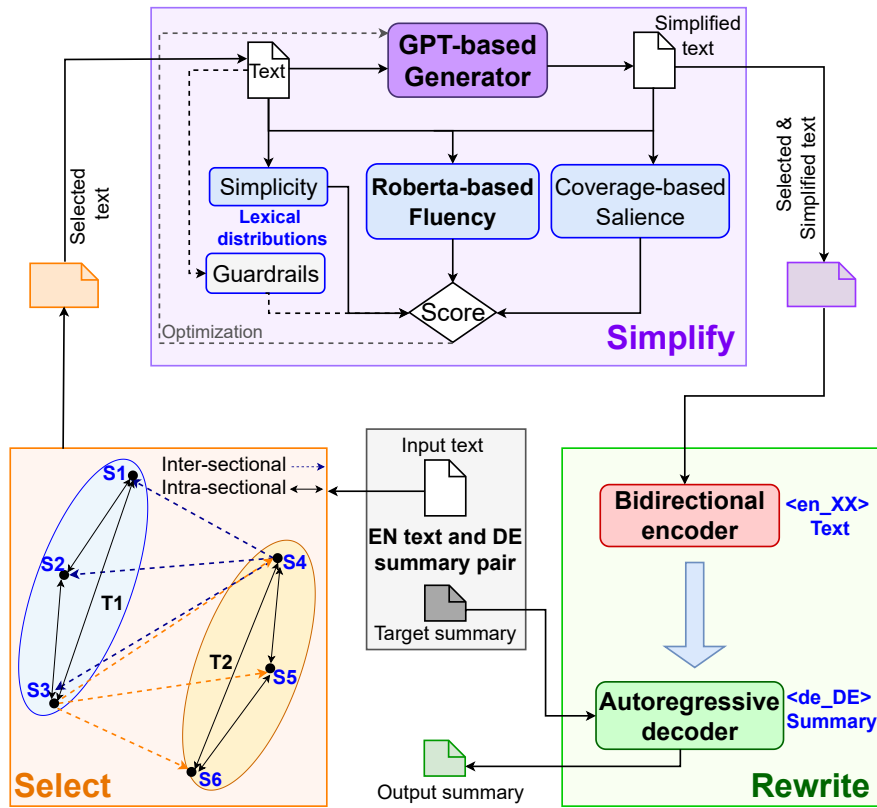 Simplified
text
GPT-based
Generator
Text
Selected
text
Selected &
Simplified text
Simplicity
Roberta-based
Fluency
Coverage-based
Salience
Lexical
distributions
Guardrails
Score
Optimization
Simplify
Inter-sectional
Intra-sectional
S1
S2
T1
S3
S4
T2
S5
S6
Select
Input text
EN text and DE
summary pair
Target summary
Output summary
Bidirectional
encoder
<en_XX>
Text
Autoregressive
decoder
<de_DE>
Summary
Rewrite